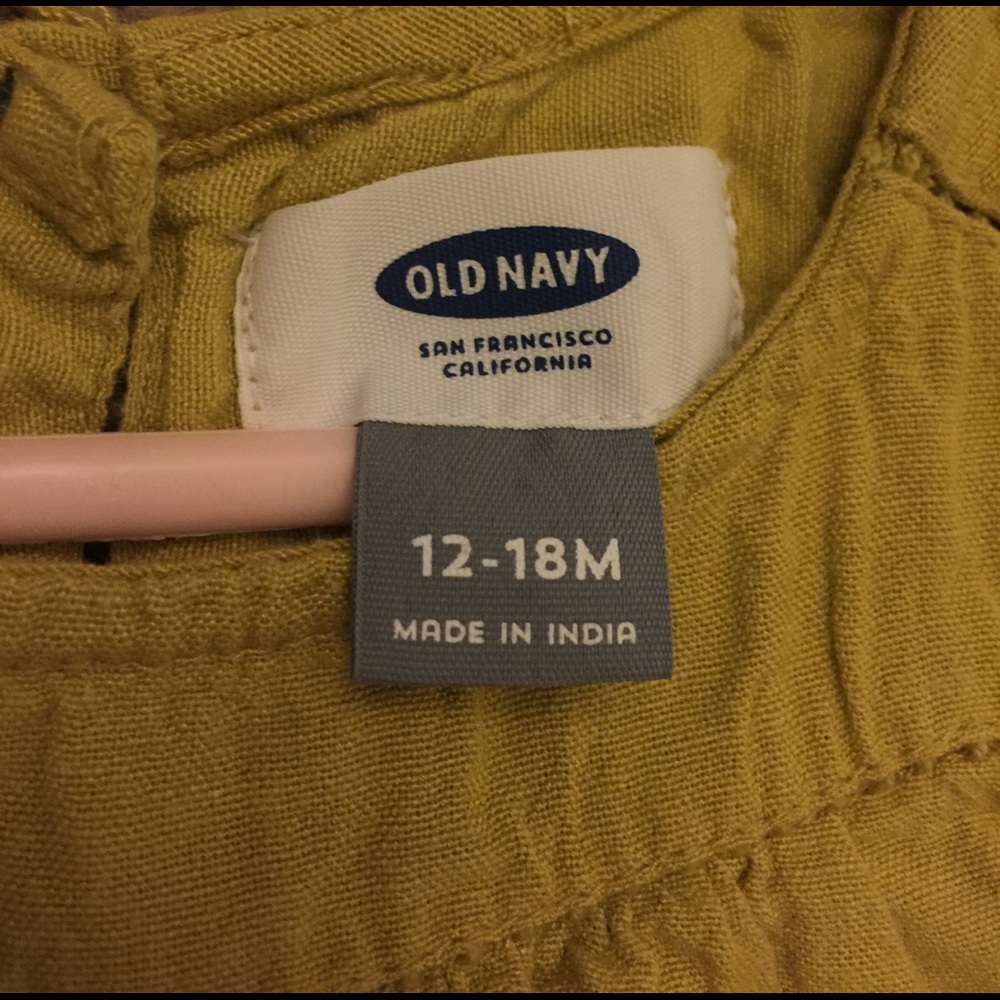 OLD NAVY
SAN FRANCISCO
CALIFORNIA
12-18M
MADE IN INDIA